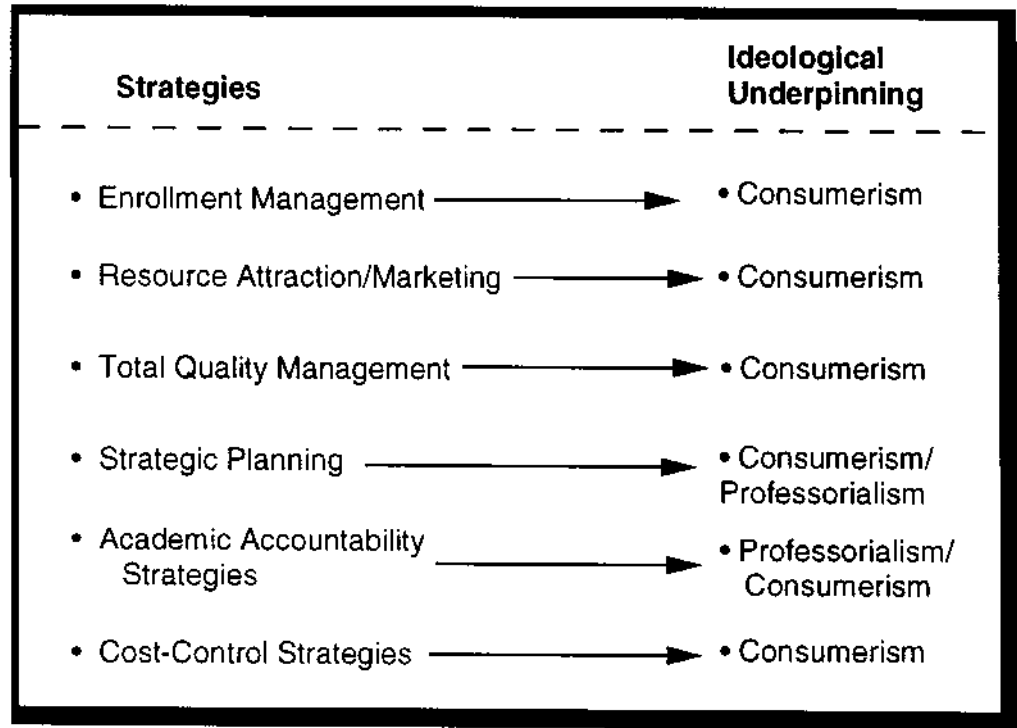 Strategies
Ideological
Underpinning
• Enrollment Management
• Consumerism
• Resource Attraction/Marketing
• Consumerism
• Total Quality Management
• Consumerism
• Strategic Planning
• Consumerism/
Professorialism
• Academic Accountability
Strategies
• Professorialism/
Consumerism
• Cost-Control Strategies
• Consumerism